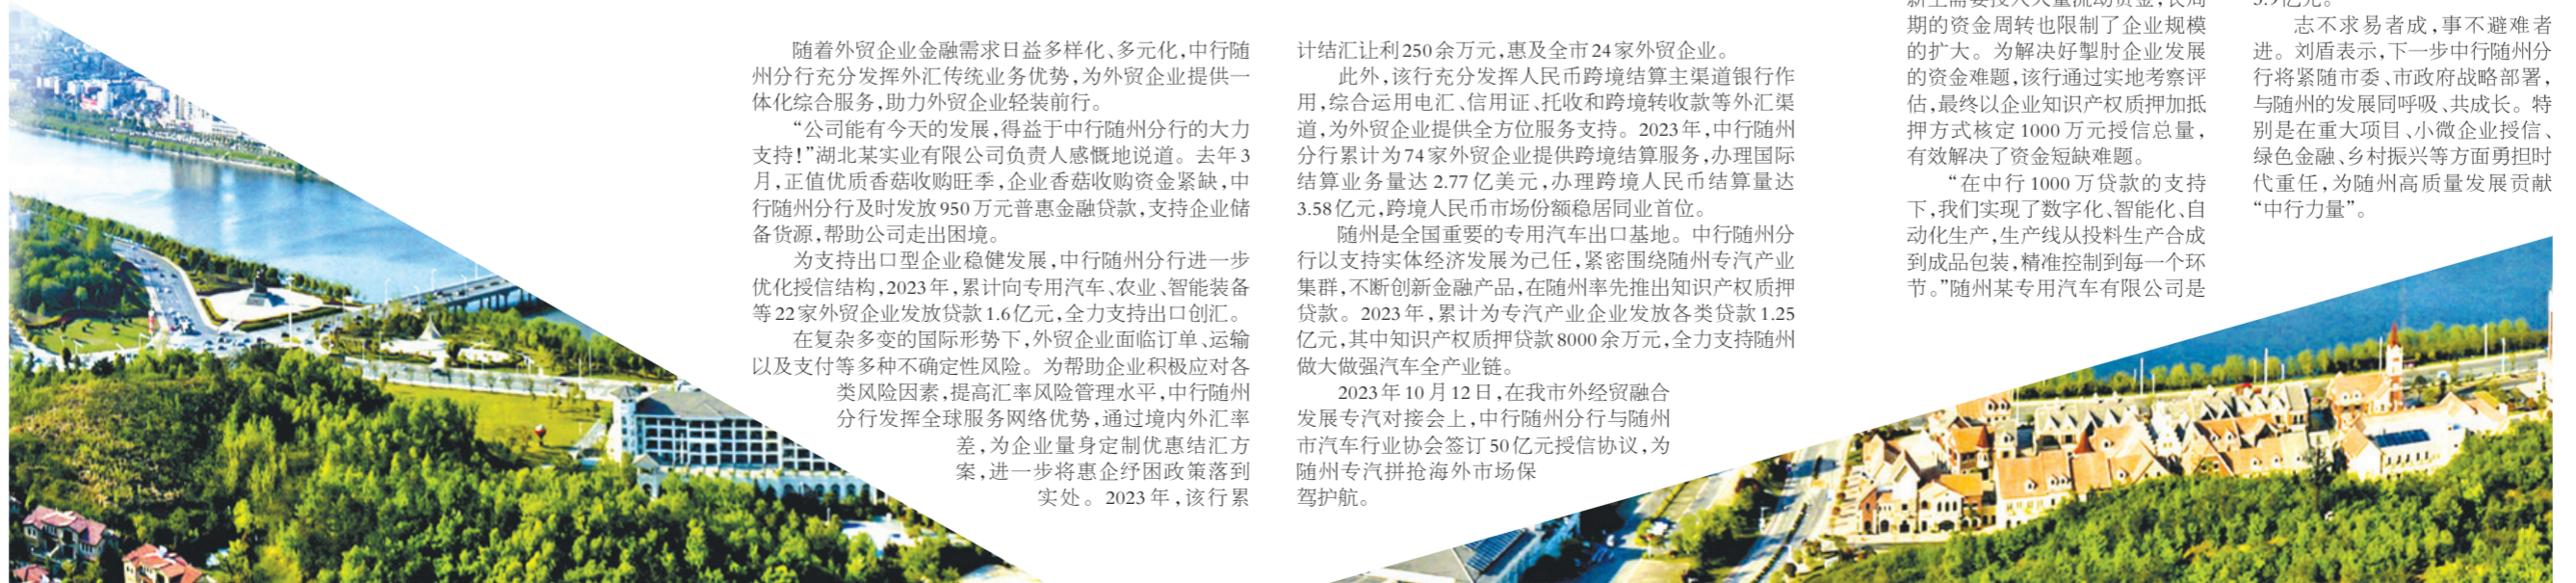 随着外贸企业金融需求日益多样化、多元化,中行随
州分行充分发挥外汇传统业务优势,为外贸企业提供一
体化综合服务,助力外贸企业轻装前行。
“公司能有今天的发展,得益于中行随州分行的大力
支持!”湖北某实业有限公司负责人感慨地说道。去年3
月,正值优质香菇收购旺季,企业香菇收购资金紧缺,中
行随州分行及时发放950万元普惠金融贷款,支持企业储
备货源,帮助公司走出困境。
为支持出口型企业稳健发展,中行随州分行进一步
优化授信结构,2023年,累计向专用汽车、农业、智能装备
等22家外贸企业发放贷款1.6亿元,全力支持出口创汇。
在复杂多变的国际形势下,外贸企业面临订单、运输
以及支付等多种不确定性风险。为帮助企业积极应对各
类风险因素,提高汇率风险管理水平,中行随州
分行发挥全球服务网络优势,通过境内外汇率
差,为企业量身定制优惠结汇方
案,进一步将惠企纾困政策落到
实处。2023年,该行累
计结汇让利250余万元,惠及全市24家外贸企业。
此外,该行充分发挥人民币跨境结算主渠道银行作
用,综合运用电汇、信用证、托收和跨境转收款等外汇渠
道,为外贸企业提供全方位服务支持。2023年,中行随州
分行累计为74家外贸企业提供跨境结算服务,办理国际
结算业务量达2.77亿美元,办理跨境人民币结算量达
3.58亿元,跨境人民币市场份额稳居同业首位。
随州是全国重要的专用汽车出口基地。中行随州分
行以支持实体经济发展为己任,紧密围绕随州专汽产业
集群,不断创新金融产品,在随州率先推出知识产权质押
贷款。2023年,累计为专汽产业企业发放各类贷款1.25
亿元,其中知识产权质押贷款8000余万元,全力支持随州
做大做强汽车全产业链。
2023年10月12日,在我市外经贸融合
发展专汽对接会上,中行随州分行与随州
市汽车行业协会签订50亿元授信协议,为
随州专汽拼抢海外市场保
驾护航。
期的资金周转也限制了企业规模
的扩大。为解决好掣肘企业发展
的资金难题,该行通过实地考察评
估,最终以企业知识产权质押加抵
押方式核定1000万元授信总量,
有效解决了资金短缺难题。
“在中行1000万贷款的支持
下,我们实现了数字化、智能化、自
动化生产,生产线从投料生产合成
到成品包装,精准控制到每一个环
节。”随州某专用汽车有限公司是
志不求易者成,事不避难者
进。刘盾表示,下一步中行随州分
行将紧随市委、市政府战略部署,
与随州的发展同呼吸、共成长。特
别是在重大项目、小微企业授信、
绿色金融、乡村振兴等方面勇担时
代重任,为随州高质量发展贡献
“中行力量”。